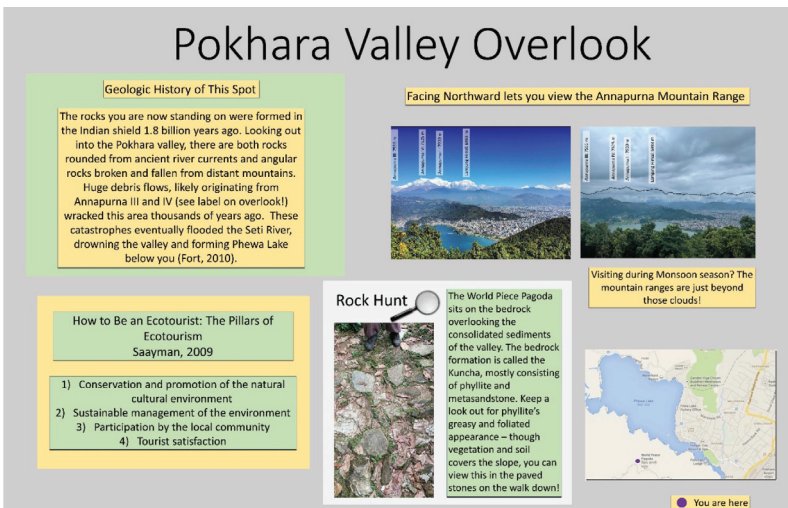 Pokhara Valley Overlook
Geologic History of This Spot
The rocks you are now standing on were formed in
the Indian shield 1.8 billion years ago. Looking out
into the Pokhara valley, there are both rocks
rounded from ancient river currents and angular
rocks broken and fallen from distant mountains.
Huge debris flows, likely originating from
Annapurna III and IV (see label on overlook!)
wracked this area thousands of years ago. These
catastrophes eventually flooded the Seti River,
drowning the valley and forming Phewa Lake
below you (Fort, 2010).
Facing Northward lets you view the Annapurna Mountain Range
Visiting during Monsoon season? The
mountain ranges are just beyond
those clouds!
How to Be an Ecotourist: The Pillars of
Ecotourism
Saayman, 2009
1) Conservation and promotion of the natural
cultural environment
2) Sustainable management of the environment
3) Participation by the local community
4) Tourist satisfaction
Rock Hunt
The World Piece Pagoda
sits on the bedrock
overlooking the
consolidated sediments
of the valley. The bedrock
formation is called the
Kuncha, mostly consisting
of phyllite and
metasandstone. Keep a
look out for phyllite's
greasy and foliated
appearance – though
vegetation and soil
covers the slope, you can
view this in the paved
stones on the walk down!
World Peace
Pagoda
You are here